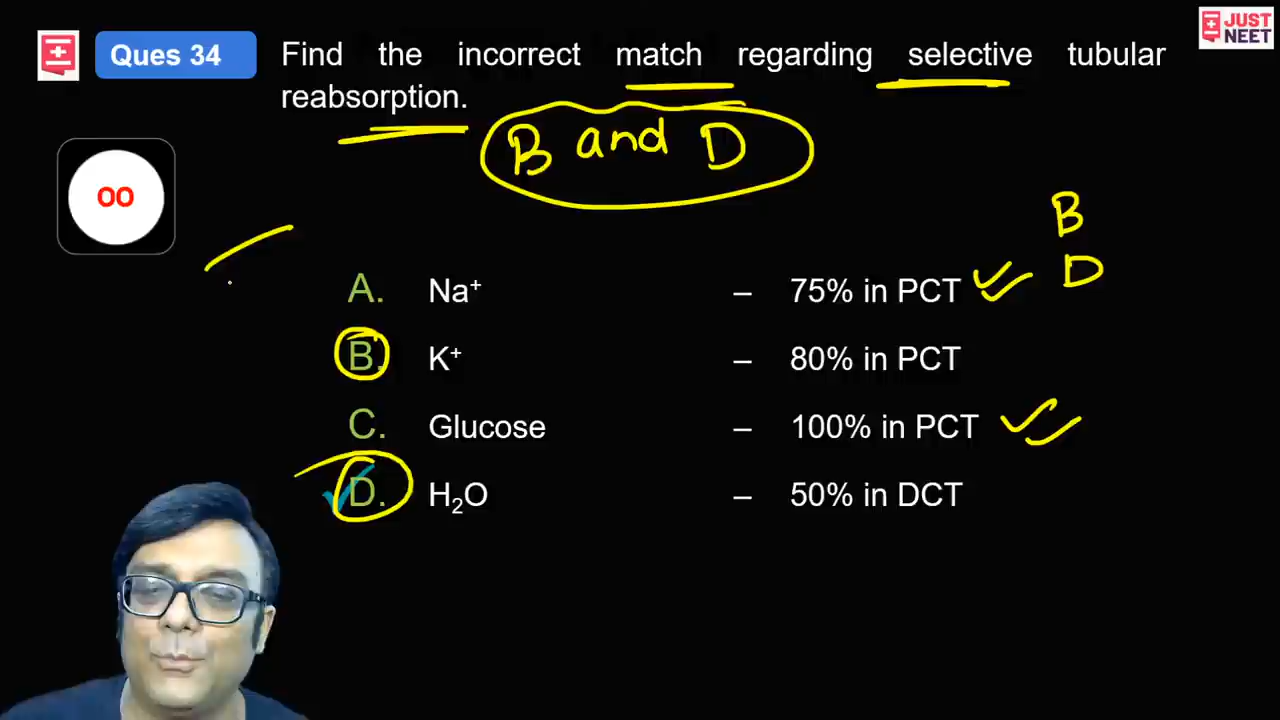 JUST
NEET
Ques 34 Find the incorrect match regarding selective tubular
reabsorption.
B and D
00
B
D
A. Na⁺ – 75% in PCT
B. K⁺ – 80% in PCT
C. Glucose – 100% in PCT
D. H₂O – 50% in DCT